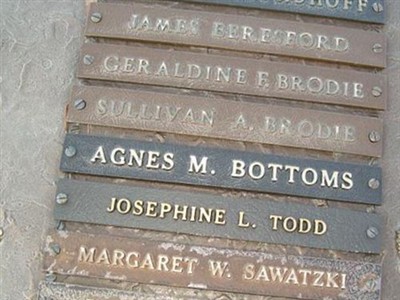 JAMES BERESFORD
GERALDINE F. BRODIE
SULLIVAN A. BRODIE
AGNES M. BOTTOMS
JOSEPHINE L. TODD
MARGARET W. SAWATZKI